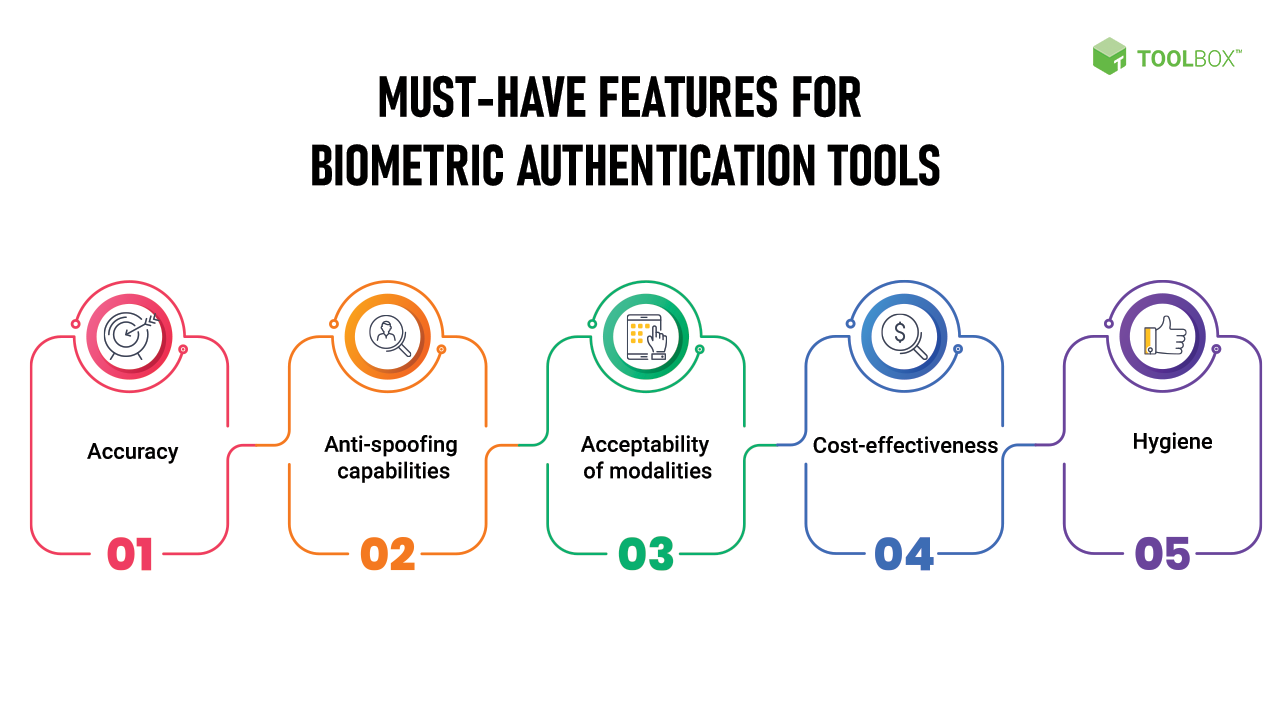 TOOLBOX™
MUST-HAVE FEATURES FOR
BIOMETRIC AUTHENTICATION TOOLS
Accuracy
01
Anti-spoofing
capabilities
02
Acceptability
of modalities
03
$
Cost-effectiveness
04
Hygiene
05